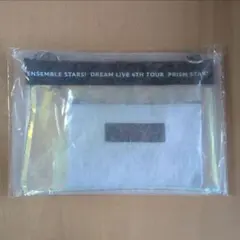 ENSEMBLE STARS! DREAM LIVE 4TH TOUR PRISM STAR!